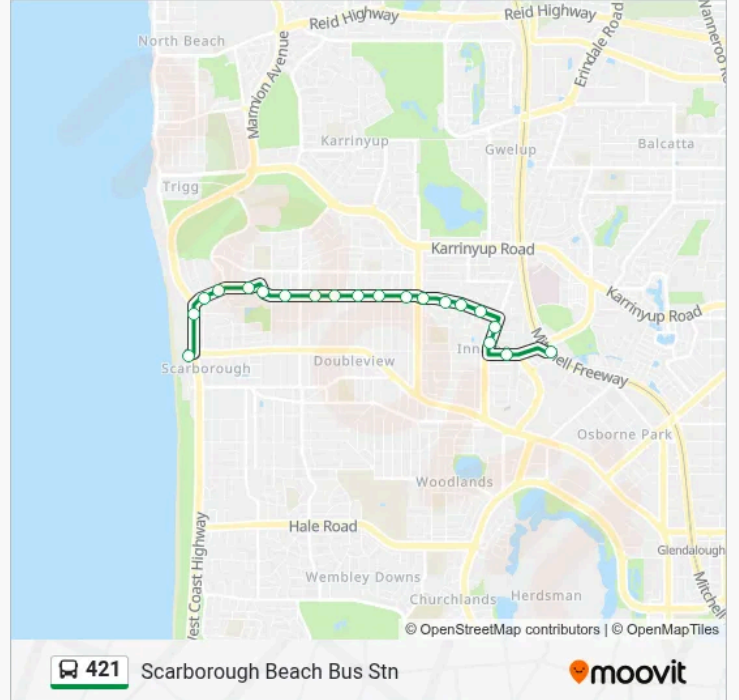 Reid Highway
Reid Highway
North Beach
Marmion Avenue
Erindale Road
Wanneroo R
Karrinyup
Gwelup
Balcatta
Trigg
Karrinyup Road
Karrinyup Road
Inn
Mi
ell Freeway
Doubleview
Scarborough
Osborne Park
Woodlands
Hale Road
West Coast Highway
Glendalough
Wembley Downs
Churchlands
Herdsman
Mitchell
© OpenStreetMap contributors | © OpenMapTiles
421
Scarborough Beach Bus Stn
moovit